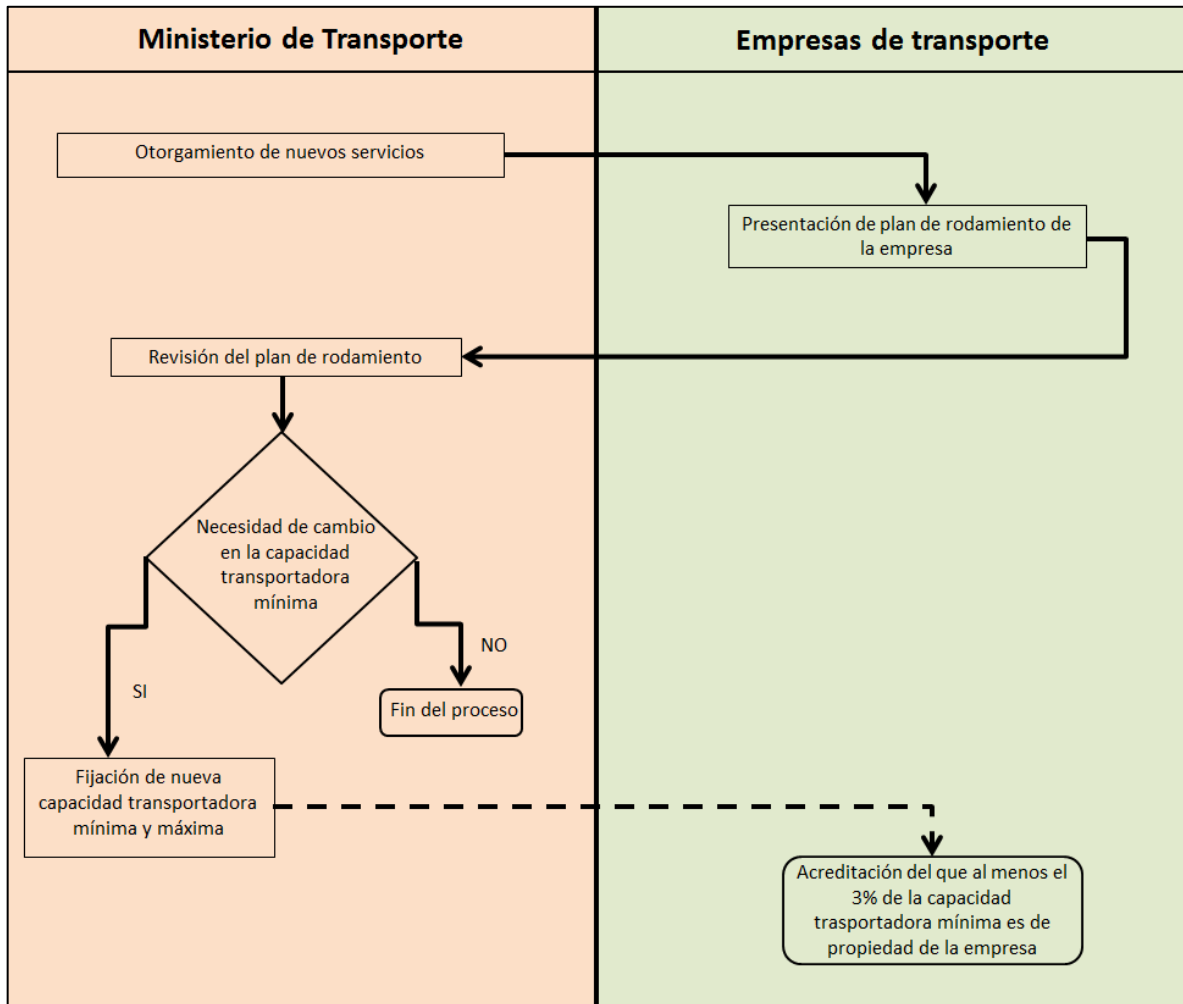 Ministerio de Transporte
Empresas de transporte
Otorgamiento de nuevos servicios
Presentación de plan de rodamiento de
la empresa
Revisión del plan de rodamiento
Necesidad de cambio
en la capacidad
transportadora
mínima
NO
SI
Fin del proceso
Fijación de nueva
capacidad transportadora
mínima y máxima
Acreditación del que al menos el
3% de la capacidad
trasportadora mínima es de
propiedad de la empresa